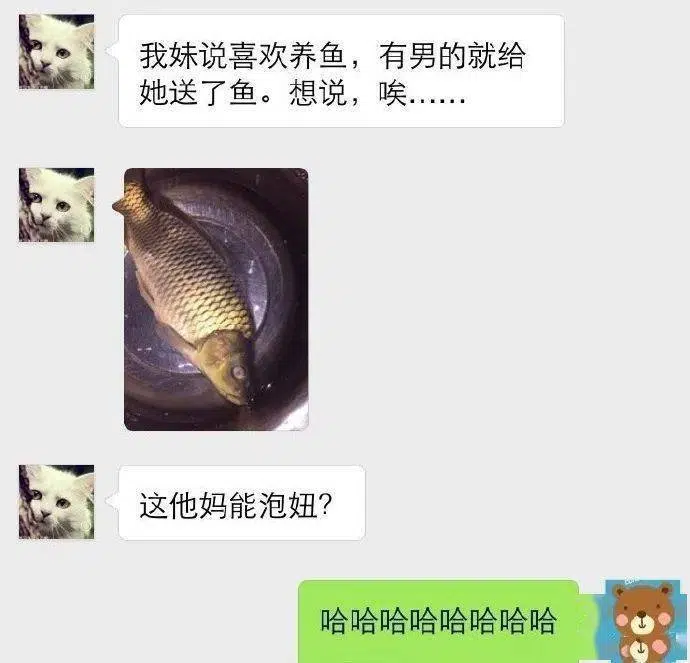 我妹说喜欢养鱼，有男的就给
她送了鱼。想说，唉……
这他妈能泡妞？
哈哈哈哈哈哈哈哈